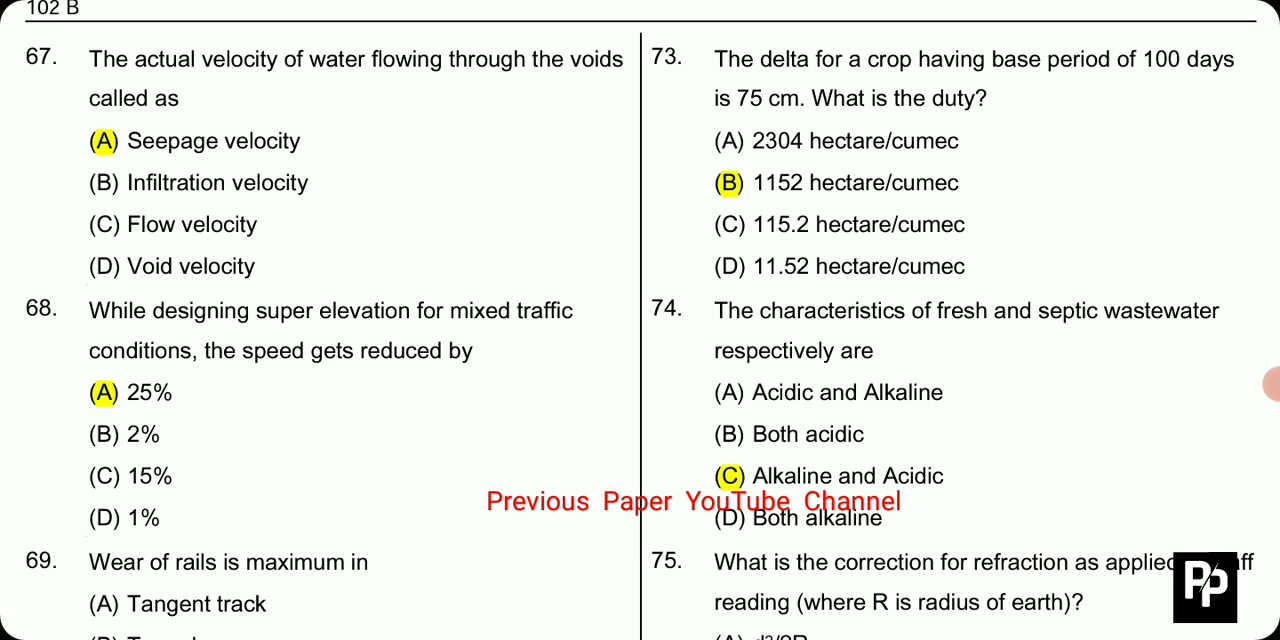 102 B
67. The actual velocity of water flowing through the voids
called as
(A) Seepage velocity
(B) Infiltration velocity
(C) Flow velocity
(D) Void velocity
68. While designing super elevation for mixed traffic
conditions, the speed gets reduced by
(A) 25%
(B) 2%
(C) 15%
(D) 1%
69. Wear of rails is maximum in
(A) Tangent track
73. The delta for a crop having base period of 100 days
is 75 cm. What is the duty?
(A) 2304 hectare/cumec
(B) 1152 hectare/cumec
(C) 115.2 hectare/cumec
(D) 11.52 hectare/cumec
74. The characteristics of fresh and septic wastewater
respectively are
(A) Acidic and Alkaline
(B) Both acidic
(C) Alkaline and Acidic
Previous Paper YouTube Channel
(D) Both alkaline
75. What is the correction for refraction as applied
reading (where R is radius of earth)?
PP